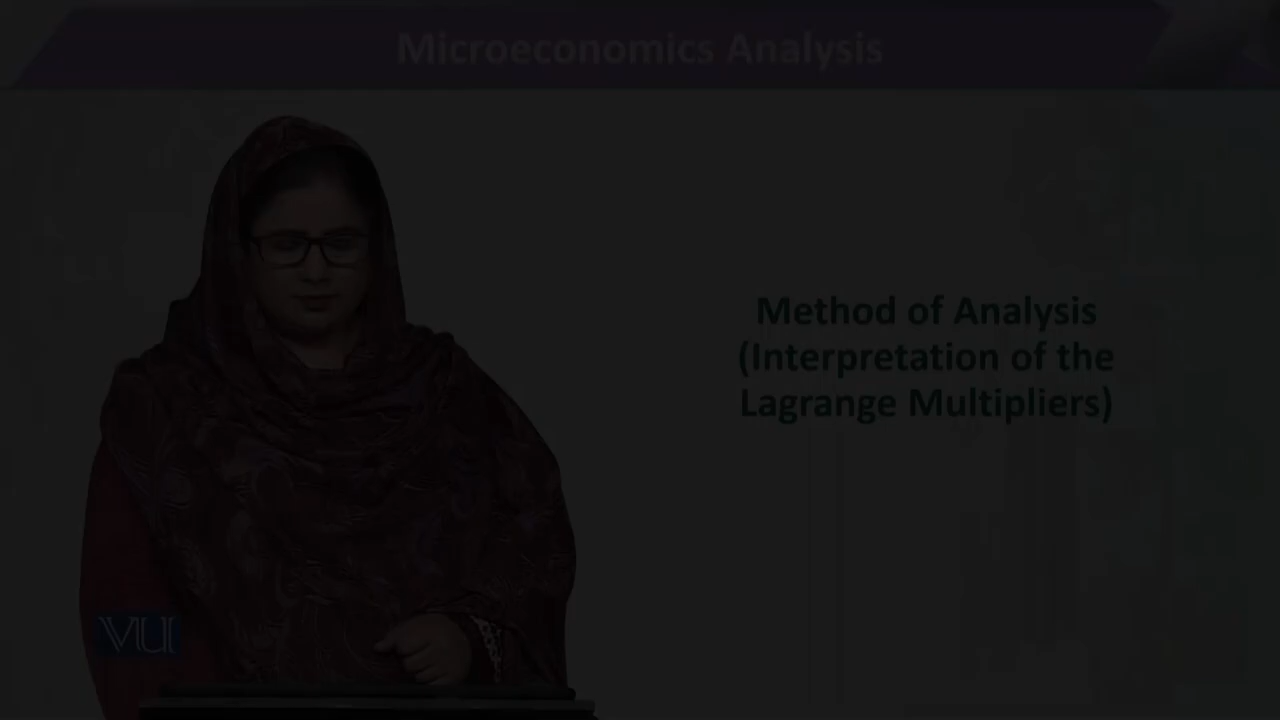 Microeconomics Analysis
Method of Analysis
(Interpretation of the
Lagrange Multipliers)
VU